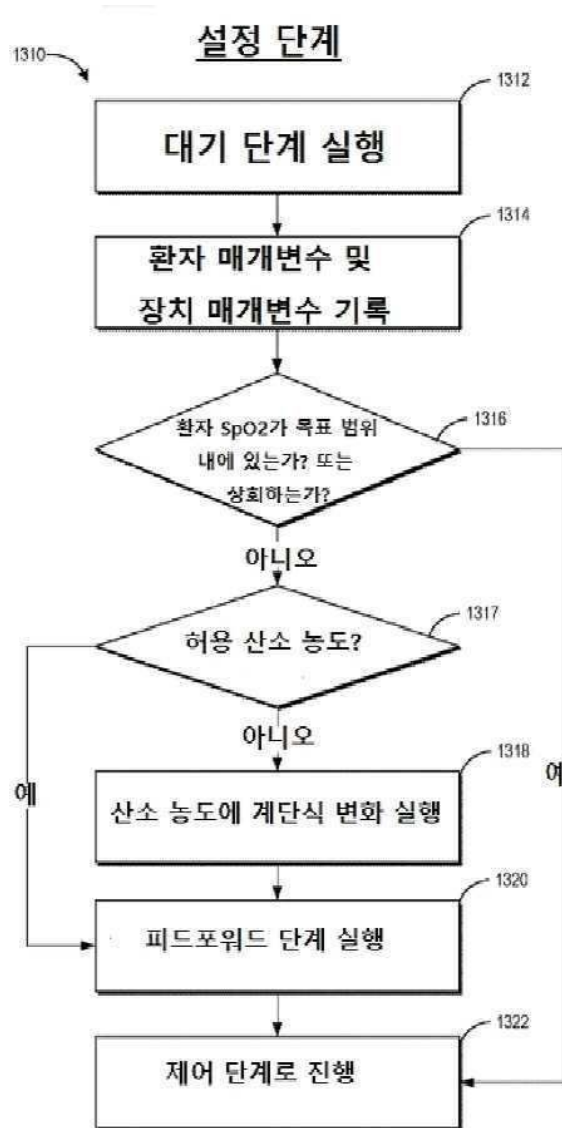 설정 단계
1310
1312
대기 단계 실행
1314
환자 매개변수 및
장치 매개변수 기록
1316
환자 SpO2가 목표 범위
내에 있는가? 또는
상회하는가?
아니오
1317
허용 산소 농도?
아니오
예
예
1318
산소 농도에 계단식 변화 실행
1320
피드포워드 단계 실행
1322
제어 단계로 진행